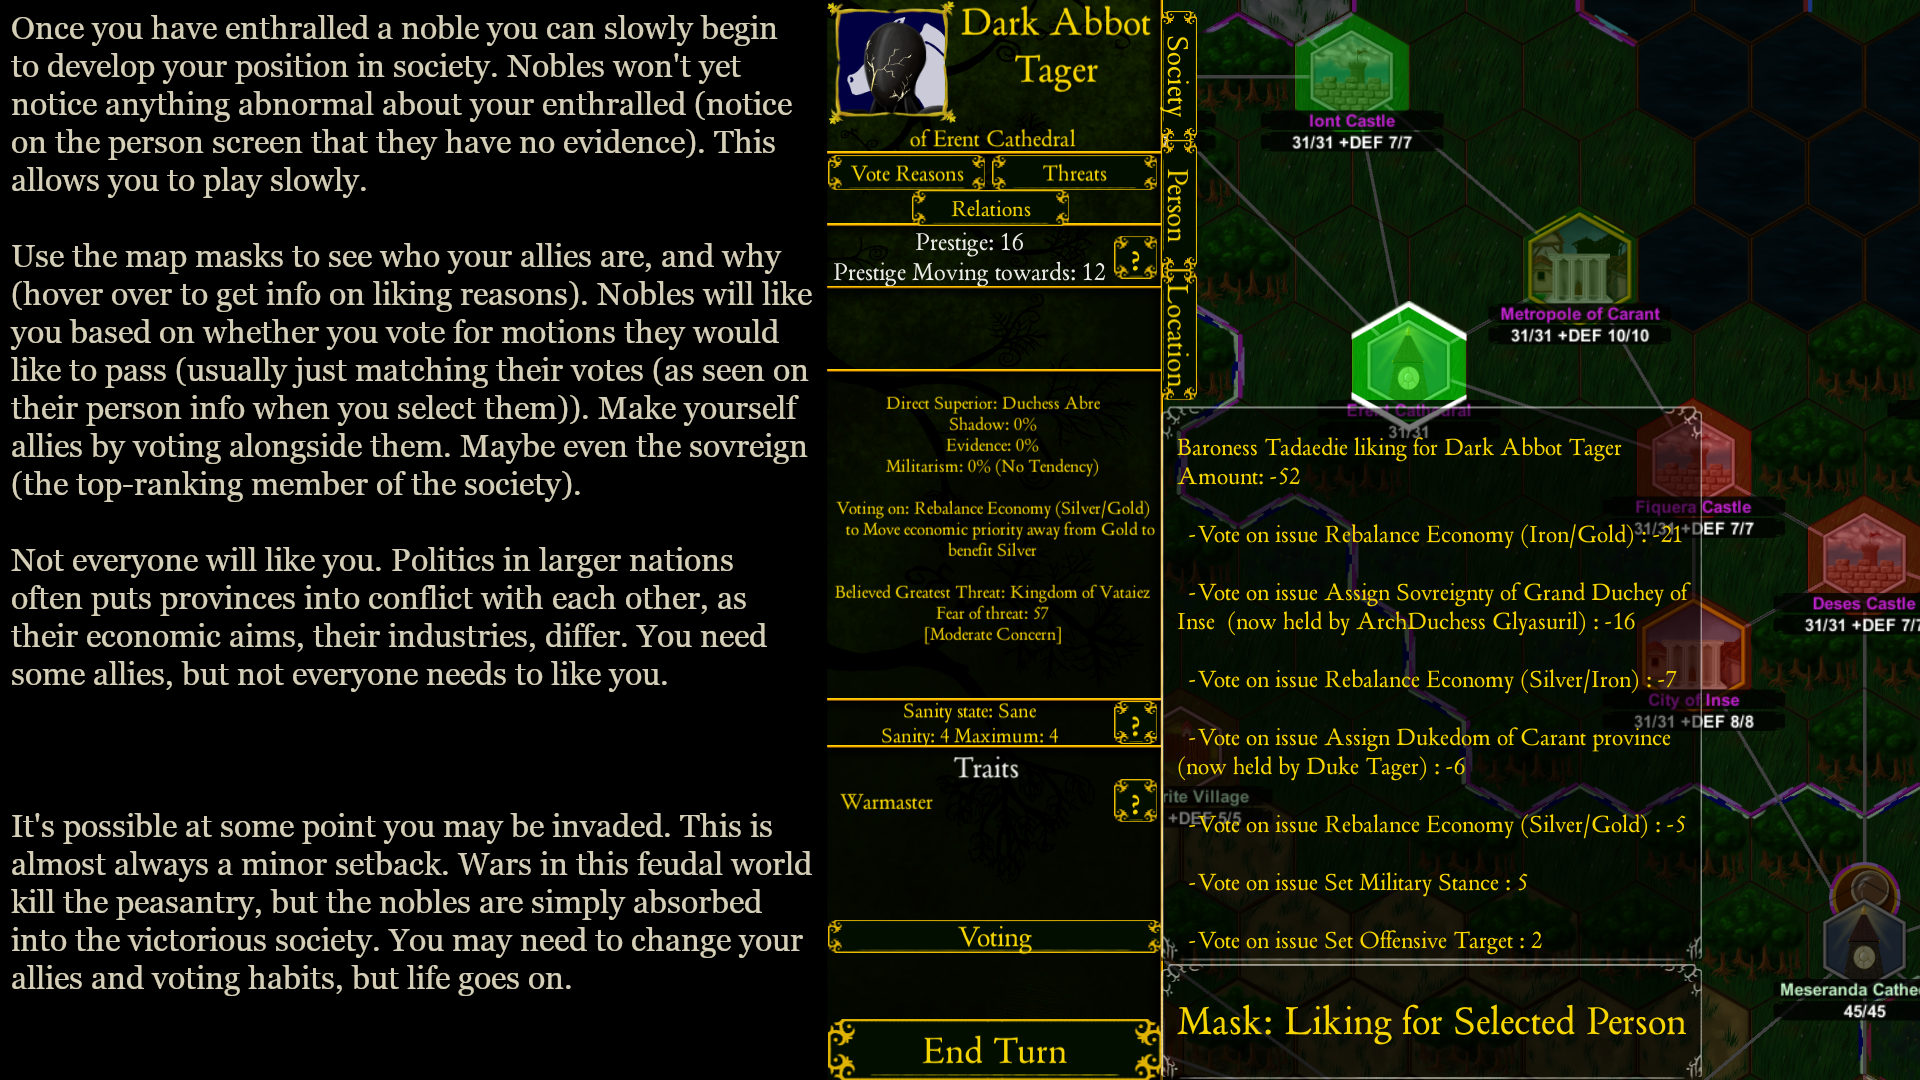 Once you have enthralled a noble you can slowly begin
to develop your position in society. Nobles won't yet
notice anything abnormal about your enthralled (notice
on the person screen that they have no evidence). This
allows you to play slowly.
Use the map masks to see who your allies are, and why
(hover over to get info on liking reasons). Nobles will like
you based on whether you vote for motions they would
like to pass (usually just matching their votes (as seen on
their person info when you select them)). Make yourself
allies by voting alongside them. Maybe even the sovreign
(the top-ranking member of the society).
Not everyone will like you. Politics in larger nations
often puts provinces into conflict with each other, as
their economic aims, their industries, differ. You need
some allies, but not everyone needs to like you.
It's possible at some point you may be invaded. This is
almost always a minor setback. Wars in this feudal world
kill the peasantry, but the nobles are simply absorbed
into the victorious society. You may need to change your
allies and voting habits, but life goes on.
Dark Abbot
Tager
of Erent Cathedral
Vote Reasons
Threats
Relations
Prestige: 16
Prestige Moving towards: 12
?
Direct Superior: Duchess Abre
Shadow: 0%
Evidence: 0%
Militarism: 0% (No Tendency)
Voting on: Rebalance Economy (Silver/Gold)
to Move economic priority away from Gold to
benefit Silver
Believed Greatest Threat: Kingdom of Vataiez
Fear of threat: 57
[Moderate Concern]
Sanity state: Sane
Sanity: 4 Maximum: 4
?
Traits
Warmaster
?
Voting
End Turn
Society
Person
Location
Iont Castle
31/31 +DEF 7/7
Metropole of Carant
31/31 +DEF 10/10
Erent Cathedral
31/31
Fiquera Castle
31/31 +DEF 7/7
Deses Castle
31/31 +DEF 7/7
City of Inse
31/31 +DEF 8/8
rite Village
+DEF 5/5
Meseranda Cathe
45/45
Baroness Tadaedie liking for Dark Abbot Tager
Amount: -52
-Vote on issue Rebalance Economy (Iron/Gold) : -21
-Vote on issue Assign Sovreignty of Grand Duchey of
Inse (now held by ArchDuchess Glyasuril) : -16
-Vote on issue Rebalance Economy (Silver/Iron) : -7
-Vote on issue Assign Dukedom of Carant province
(now held by Duke Tager) : -6
-Vote on issue Rebalance Economy (Silver/Gold) : -5
-Vote on issue Set Military Stance : 5
-Vote on issue Set Offensive Target : 2
Mask: Liking for Selected Person